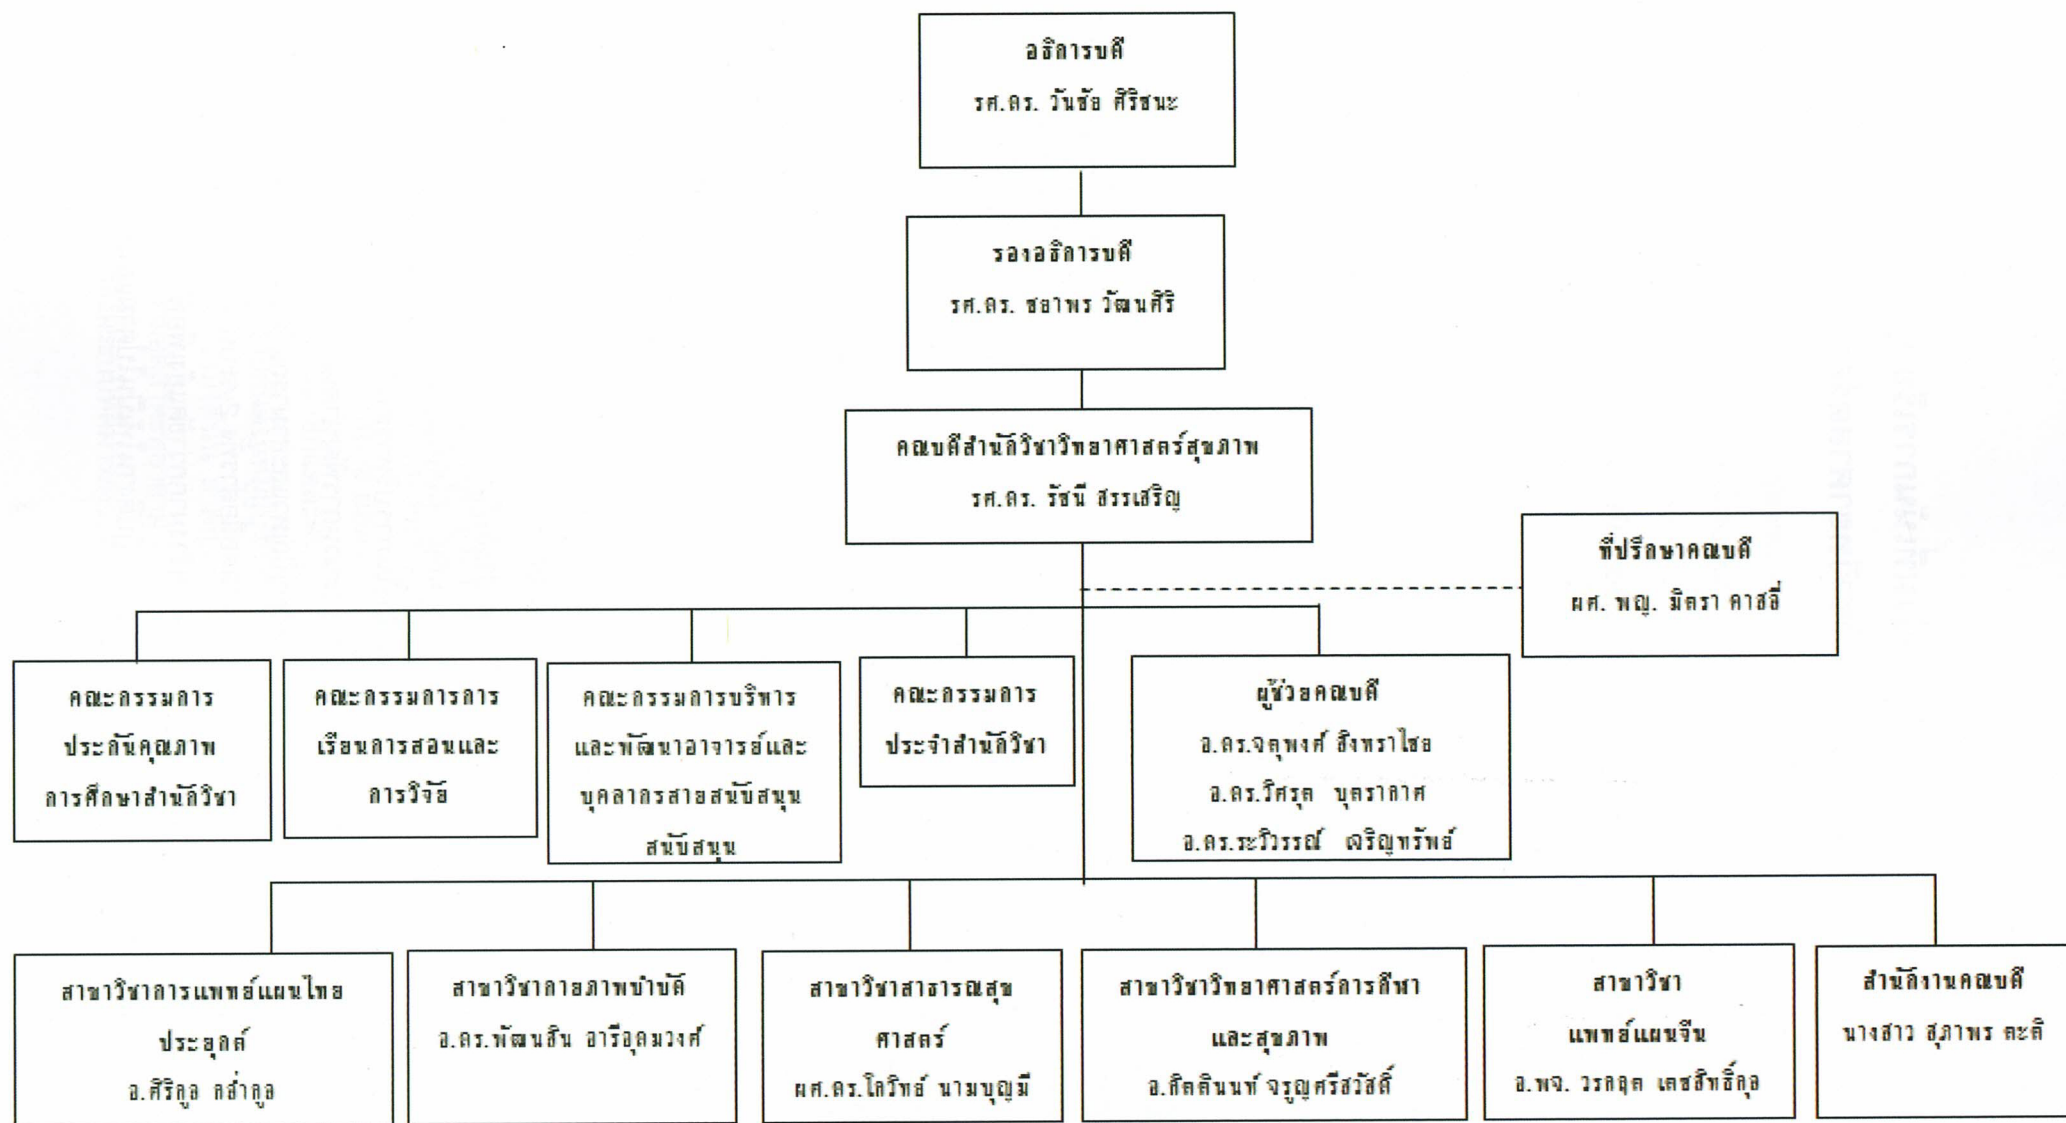 อธิการบดี
รศ.ดร. วันชัย ศิริชนะ
รองอธิการบดี
รศ.ดร. ชยาพร วัฒนศิริ
คณบดีสำนักวิชาวิทยาศาสตร์สุขภาพ
รศ.ดร. รัชนี สรรเสริญ
ที่ปรึกษาคณบดี
ผศ. พญ. มิตรา คาสลี่
คณะกรรมการ
ประกันคุณภาพ
การศึกษาสำนักวิชา
คณะกรรมการการ
เรียนการสอนและ
การวิจัย
คณะกรรมการบริหาร
และพัฒนาอาจารย์และ
บุคลากรสายสนับสนุน
สนับสนุน
คณะกรรมการ
ประจำสำนักวิชา
ผู้ช่วยคณบดี
อ.ดร.จตุพงศ์ สิงหราไชย
อ.ดร.วิศรุต บุตรากาศ
อ.ดร.ระวิวรรณ์ เจริญทรัพย์
สาขาวิชาการแพทย์แผนไทย
ประยุกต์
อ.ศิริกูล กล่ำกูล
สาขาวิชากายภาพบำบัดี
อ.ดร.พัฒนสิน อารีอุดมวงศ์
สาขาวิชาสาธารณสุข
ศาสตร์
ผศ.ดร.โกวิทย์ นามบุญมี
สาขาวิชาวิทยาศาสตร์การกีฬา
และสุขภาพ
อ.กิตตินนท์ จรูญศรีสวัสดิ์
สาขาวิชา
แพทย์แผนจีน
อ.พจ. วรกฤต เตชสิทธิ์กุล
สำนักงานคณบดี
นางสาว สุภาพร ตะติ